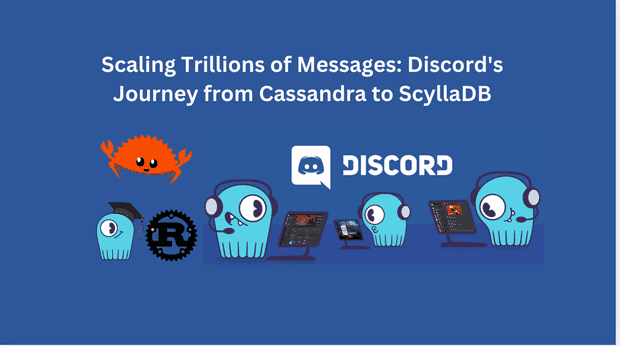 Scaling Trillions of Messages: Discord's
Journey from Cassandra to ScyllaDB
DISCORD
R